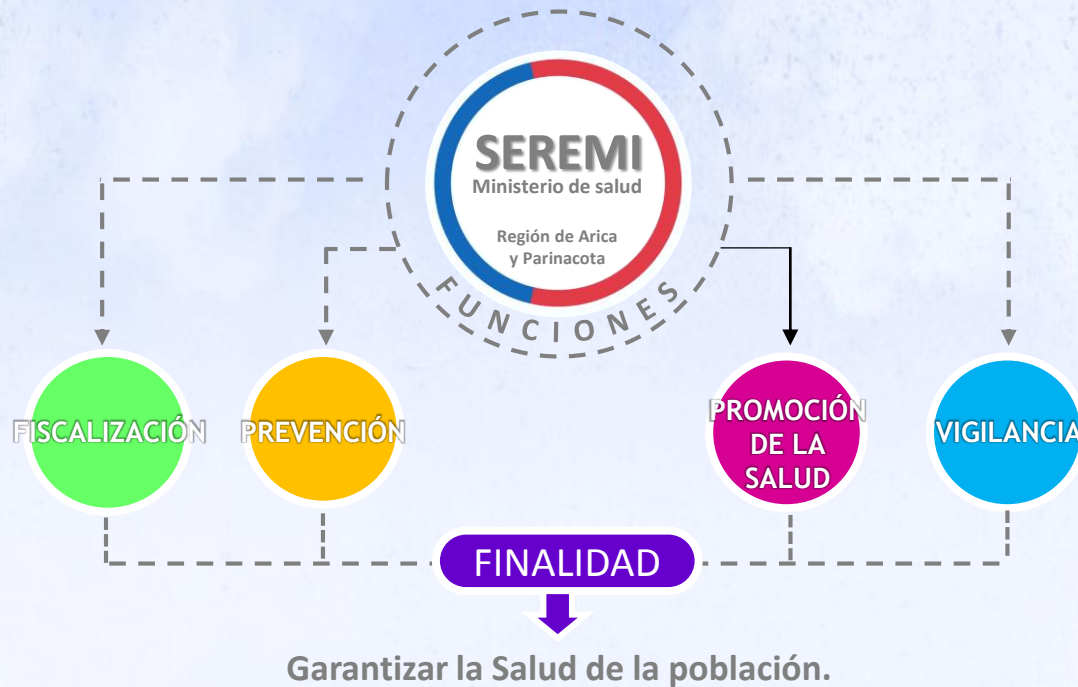 SEREMI
Ministerio de salud
Región de Arica
y Parinacota
FUNCIONES
FISCALIZACIÓN
PREVENCIÓN
PROMOCIÓN
DE LA
SALUD
VIGILANCIA
FINALIDAD
Garantizar la Salud de la población.